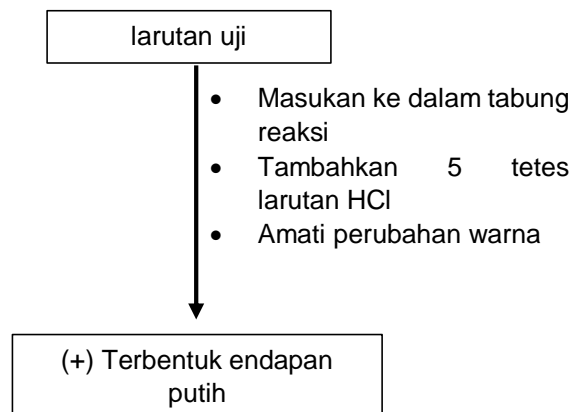 larutan uji
• Masukan ke dalam tabung
reaksi
• Tambahkan 5 tetes
larutan HCl
• Amati perubahan warna
(+) Terbentuk endapan
putih